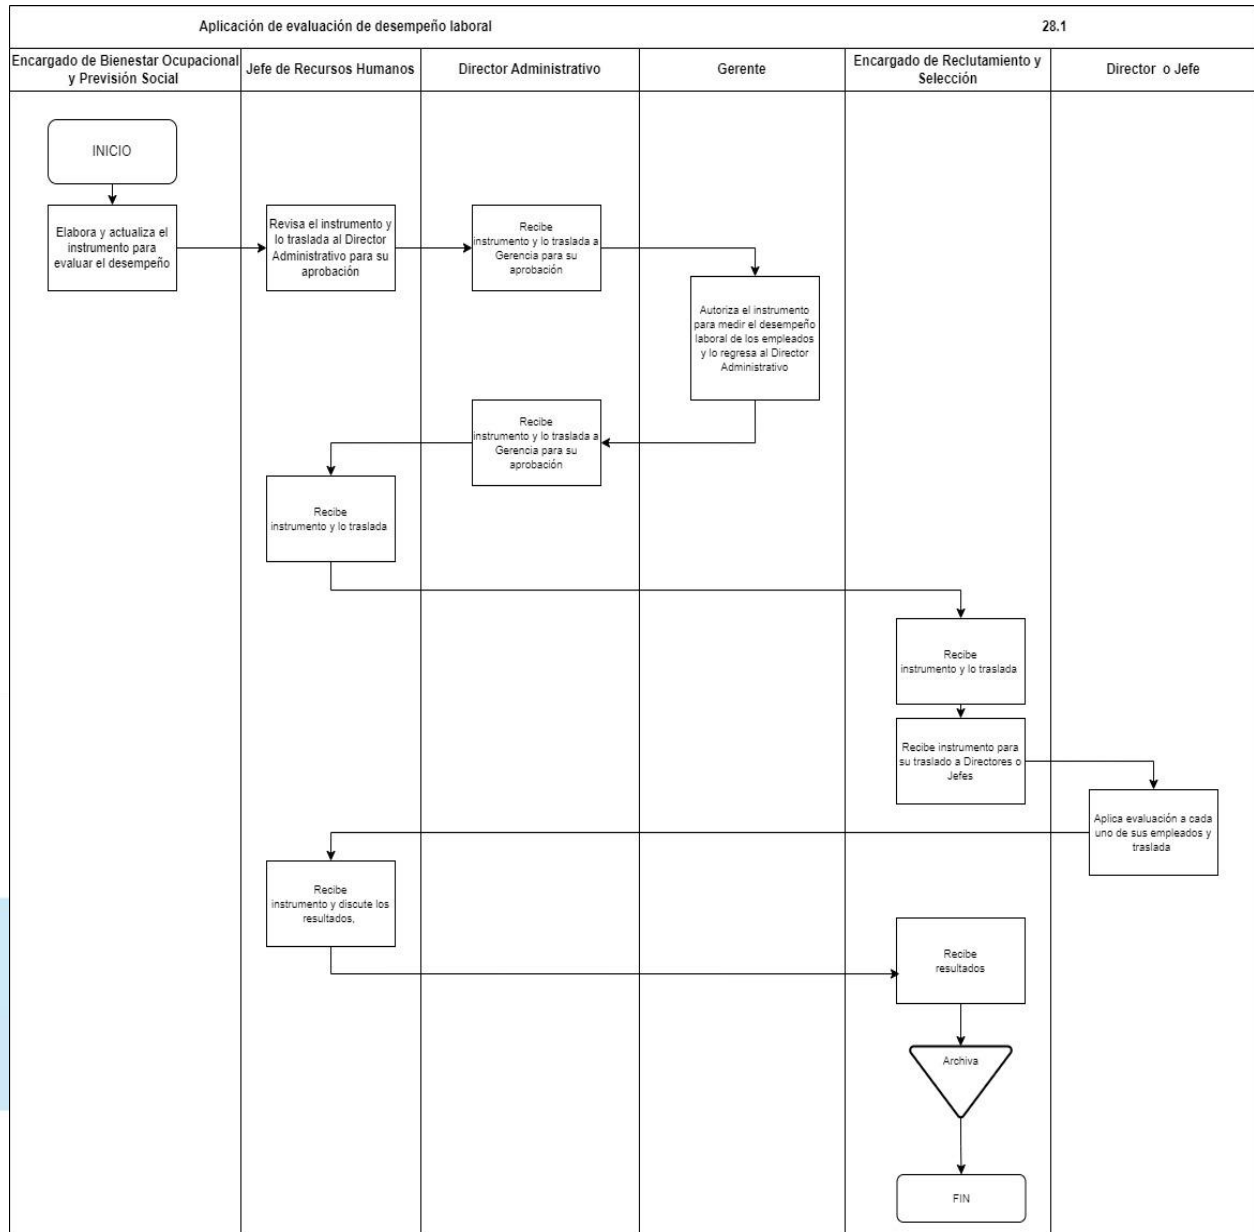 Aplicación de evaluación de desempeño laboral
28.1
Encargado de Bienestar Ocupacional
y Previsión Social
Jefe de Recursos Humanos
Director Administrativo
Gerente
Encargado de Reclutamiento y
Selección
Director o Jefe
INICIO
Elabora y actualiza el
instrumento para
evaluar el desempeño
Revisa el instrumento y
lo traslada al Director
Administrativo para su
aprobación
Recibe
instrumento y lo traslada a
Gerencia para su
aprobación
Autoriza el instrumento
para medir el desempeño
laboral de los empleados
y lo regresa al Director
Administrativo
Recibe
instrumento y lo traslada a
Gerencia para su
aprobación
Recibe
instrumento y lo traslada
Recibe
instrumento y lo traslada
Recibe instrumento para
su traslado a Directores o
Jefes
Aplica evaluación a cada
uno de sus empleados y
traslada
Recibe
instrumento y discute los
resultados,
Recibe
resultados
Archiva
FIN